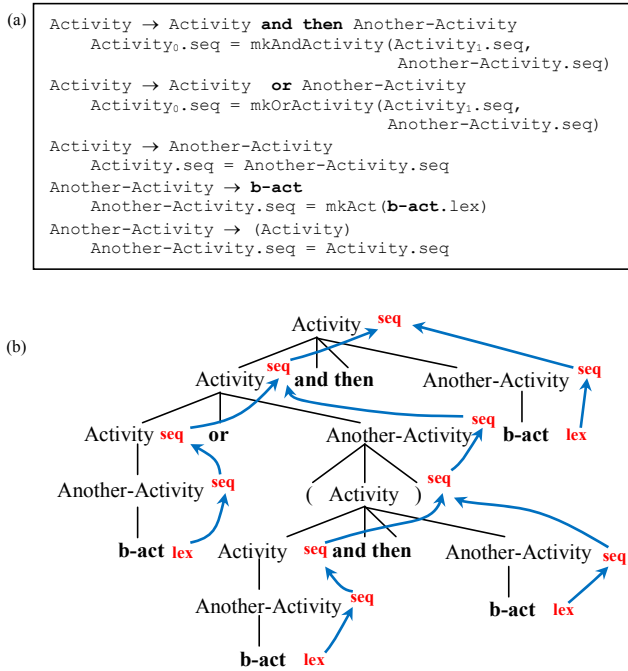 (a)
Activity → Activity and then Another-Activity
Activity₀.seq = mkAndActivity(Activity₁.seq,
Another-Activity.seq)
Activity → Activity or Another-Activity
Activity₀.seq = mkOrActivity(Activity₁.seq,
Another-Activity.seq)
Activity → Another-Activity
Activity.seq = Another-Activity.seq
Another-Activity → b-act
Another-Activity.seq = mkAct(b-act.lex)
Another-Activity → (Activity)
Another-Activity.seq = Activity.seq
(b)
Activity seq
Activity seq and then Another-Activity seq
Activity seq or Another-Activity seq b-act lex
Another-Activity seq ( Activity ) seq
b-act lex Activity seq and then Another-Activity seq
Another-Activity seq b-act lex
b-act lex